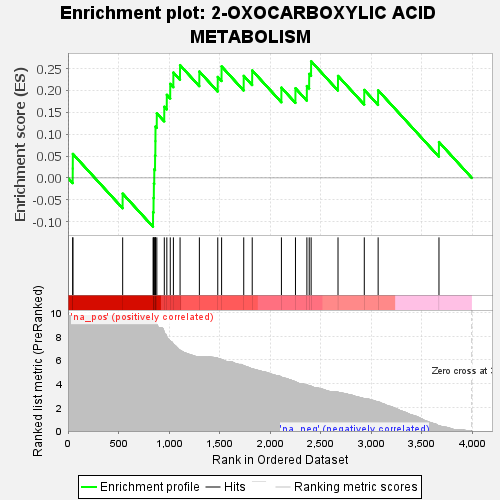 Enrichment plot: 2-OXOCARBOXYLIC ACID
METABOLISM
Enrichment score (ES)
0.25
0.20
0.15
0.10
0.05
0.00
-0.05
-0.10
Ranked list metric (PreRanked)
10
8
6
4
2
0
'na_pos' (positively correlated)
Zero cross at
'na_neg' (negatively correlated)
0
500
1,000
1,500
2,000
2,500
3,000
3,500
4,000
Rank in Ordered Dataset
Enrichment profile
Hits
Ranking metric scores